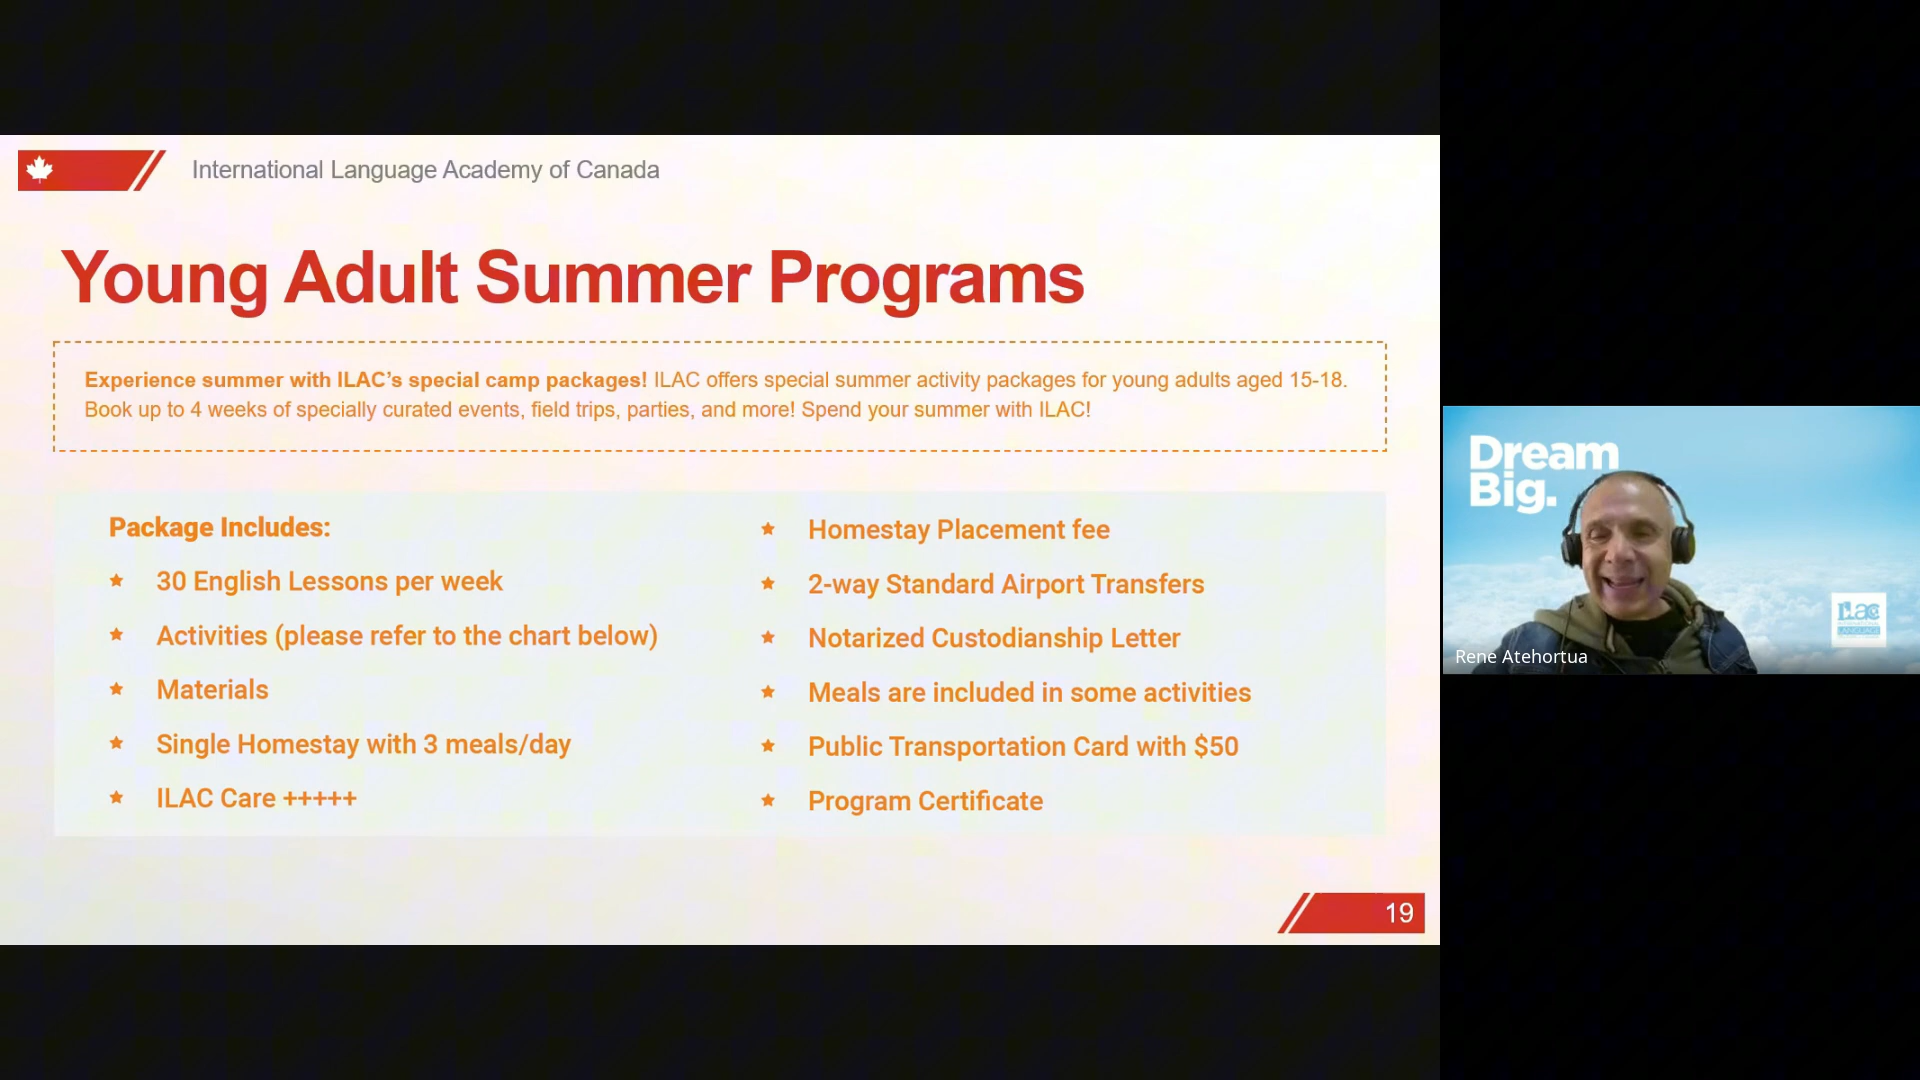 International Language Academy of Canada
Young Adult Summer Programs
Experience summer with ILAC’s special camp packages! ILAC offers special summer activity packages for young adults aged 15-18.
Book up to 4 weeks of specially curated events, field trips, parties, and more! Spend your summer with ILAC!
Package Includes:
30 English Lessons per week
Activities (please refer to the chart below)
Materials
Single Homestay with 3 meals/day
ILAC Care +++++
Homestay Placement fee
2-way Standard Airport Transfers
Notarized Custodianship Letter
Meals are included in some activities
Public Transportation Card with $50
Program Certificate
19
Dream
Big.
ilac
Rene Atehortua